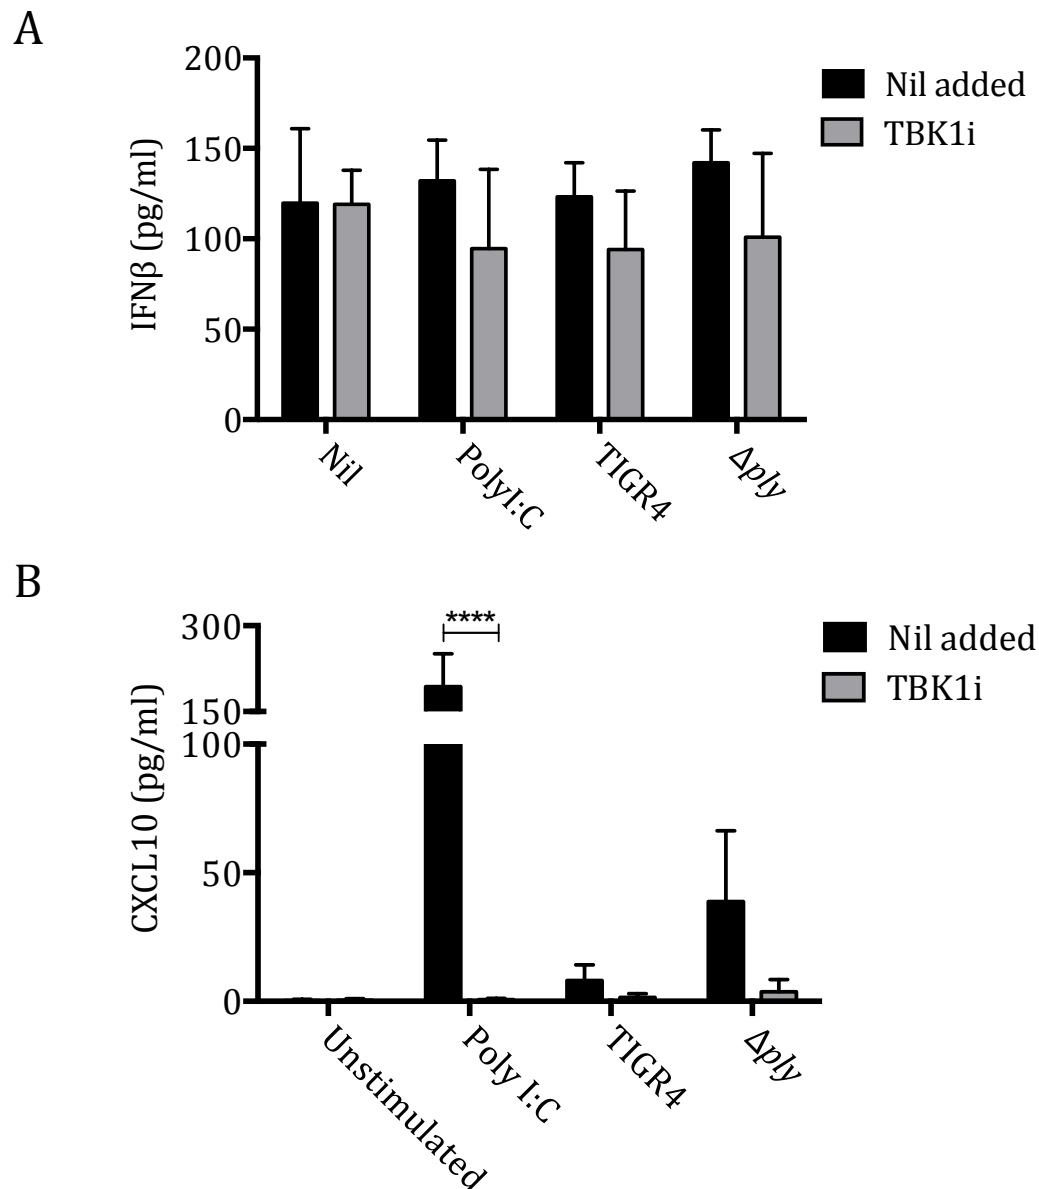 A
200
150
100
50
0
IFNβ (pg/ml)
Nil added
TBK1i
Nil
PolyI:C
TIGR4
Δply
B
****
300
150
100
50
0
CXCL10 (pg/ml)
Nil added
TBK1i
Unstimulated
Poly I:C
TIGR4
Δply